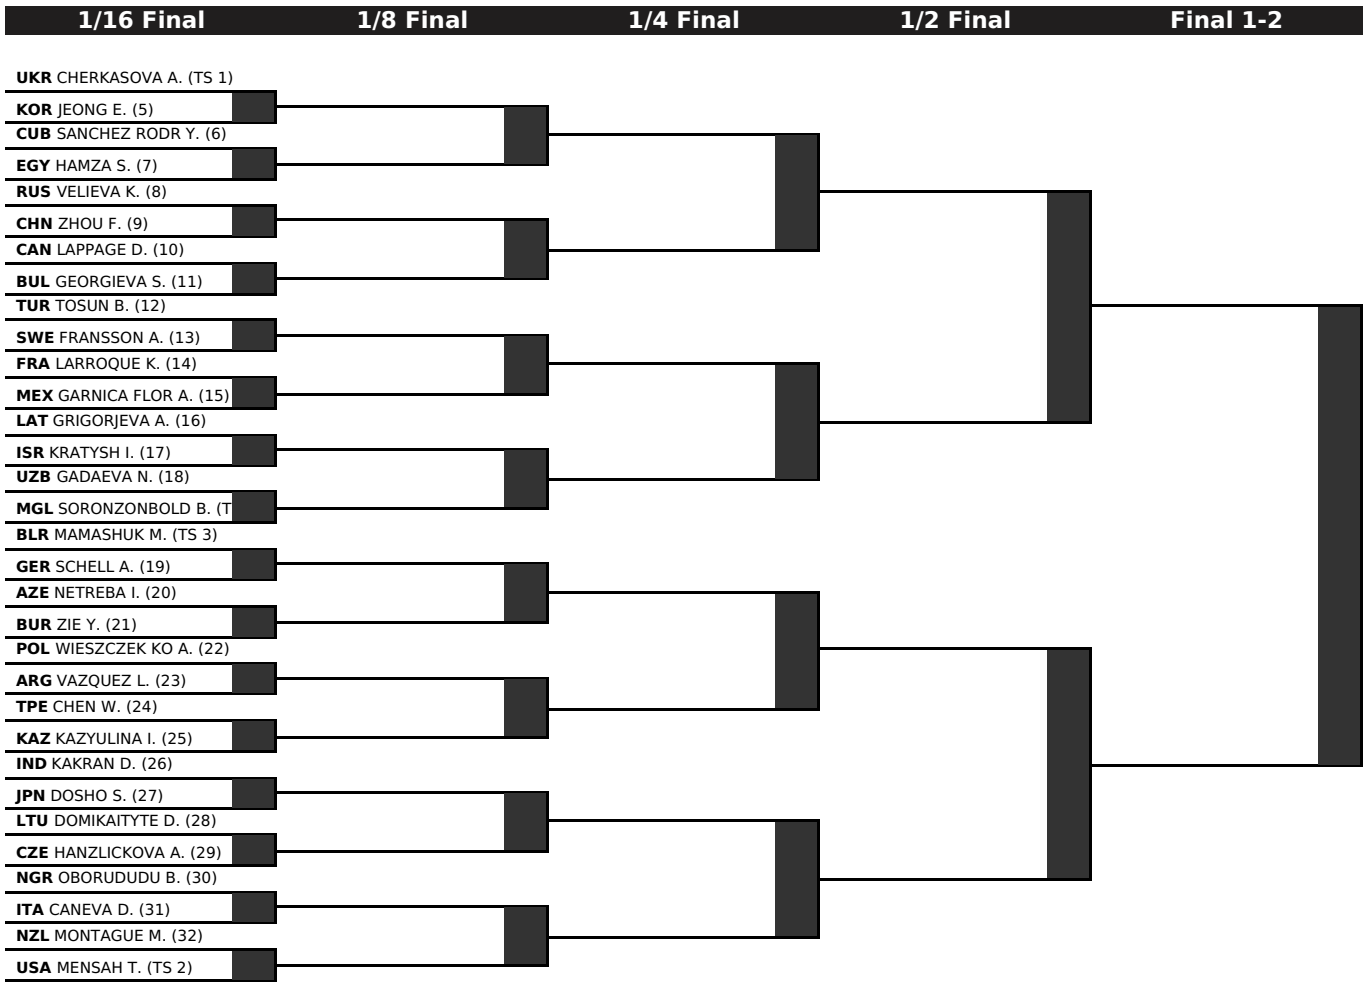 1/16 Final 1/8 Final 1/4 Final 1/2 Final Final 1-2
UKR CHERKASOVA A. (TS 1)
KOR JEONG E. (5)
CUB SANCHEZ RODR Y. (6)
EGY HAMZA S. (7)
RUS VELIEVA K. (8)
CHN ZHOU F. (9)
CAN LAPPAGE D. (10)
BUL GEORGIEVA S. (11)
TUR TOSUN B. (12)
SWE FRANSSON A. (13)
FRA LARROQUE K. (14)
MEX GARNICA FLOR A. (15)
LAT GRIGORJEVA A. (16)
ISR KRATYSH I. (17)
UZB GADAEVA N. (18)
MGL SORONZONBOLD B. (T
BLR MAMASHUK M. (TS 3)
GER SCHELL A. (19)
AZE NETREBA I. (20)
BUR ZIE Y. (21)
POL WIESZCZEK KO A. (22)
ARG VAZQUEZ L. (23)
TPE CHEN W. (24)
KAZ KAZYULINA I. (25)
IND KAKRAN D. (26)
JPN DOSHO S. (27)
LTU DOMIKAITYTE D. (28)
CZE HANZLICKOVA A. (29)
NGR OBORUDUDU B. (30)
ITA CANEVA D. (31)
NZL MONTAGUE M. (32)
USA MENSAH T. (TS 2)